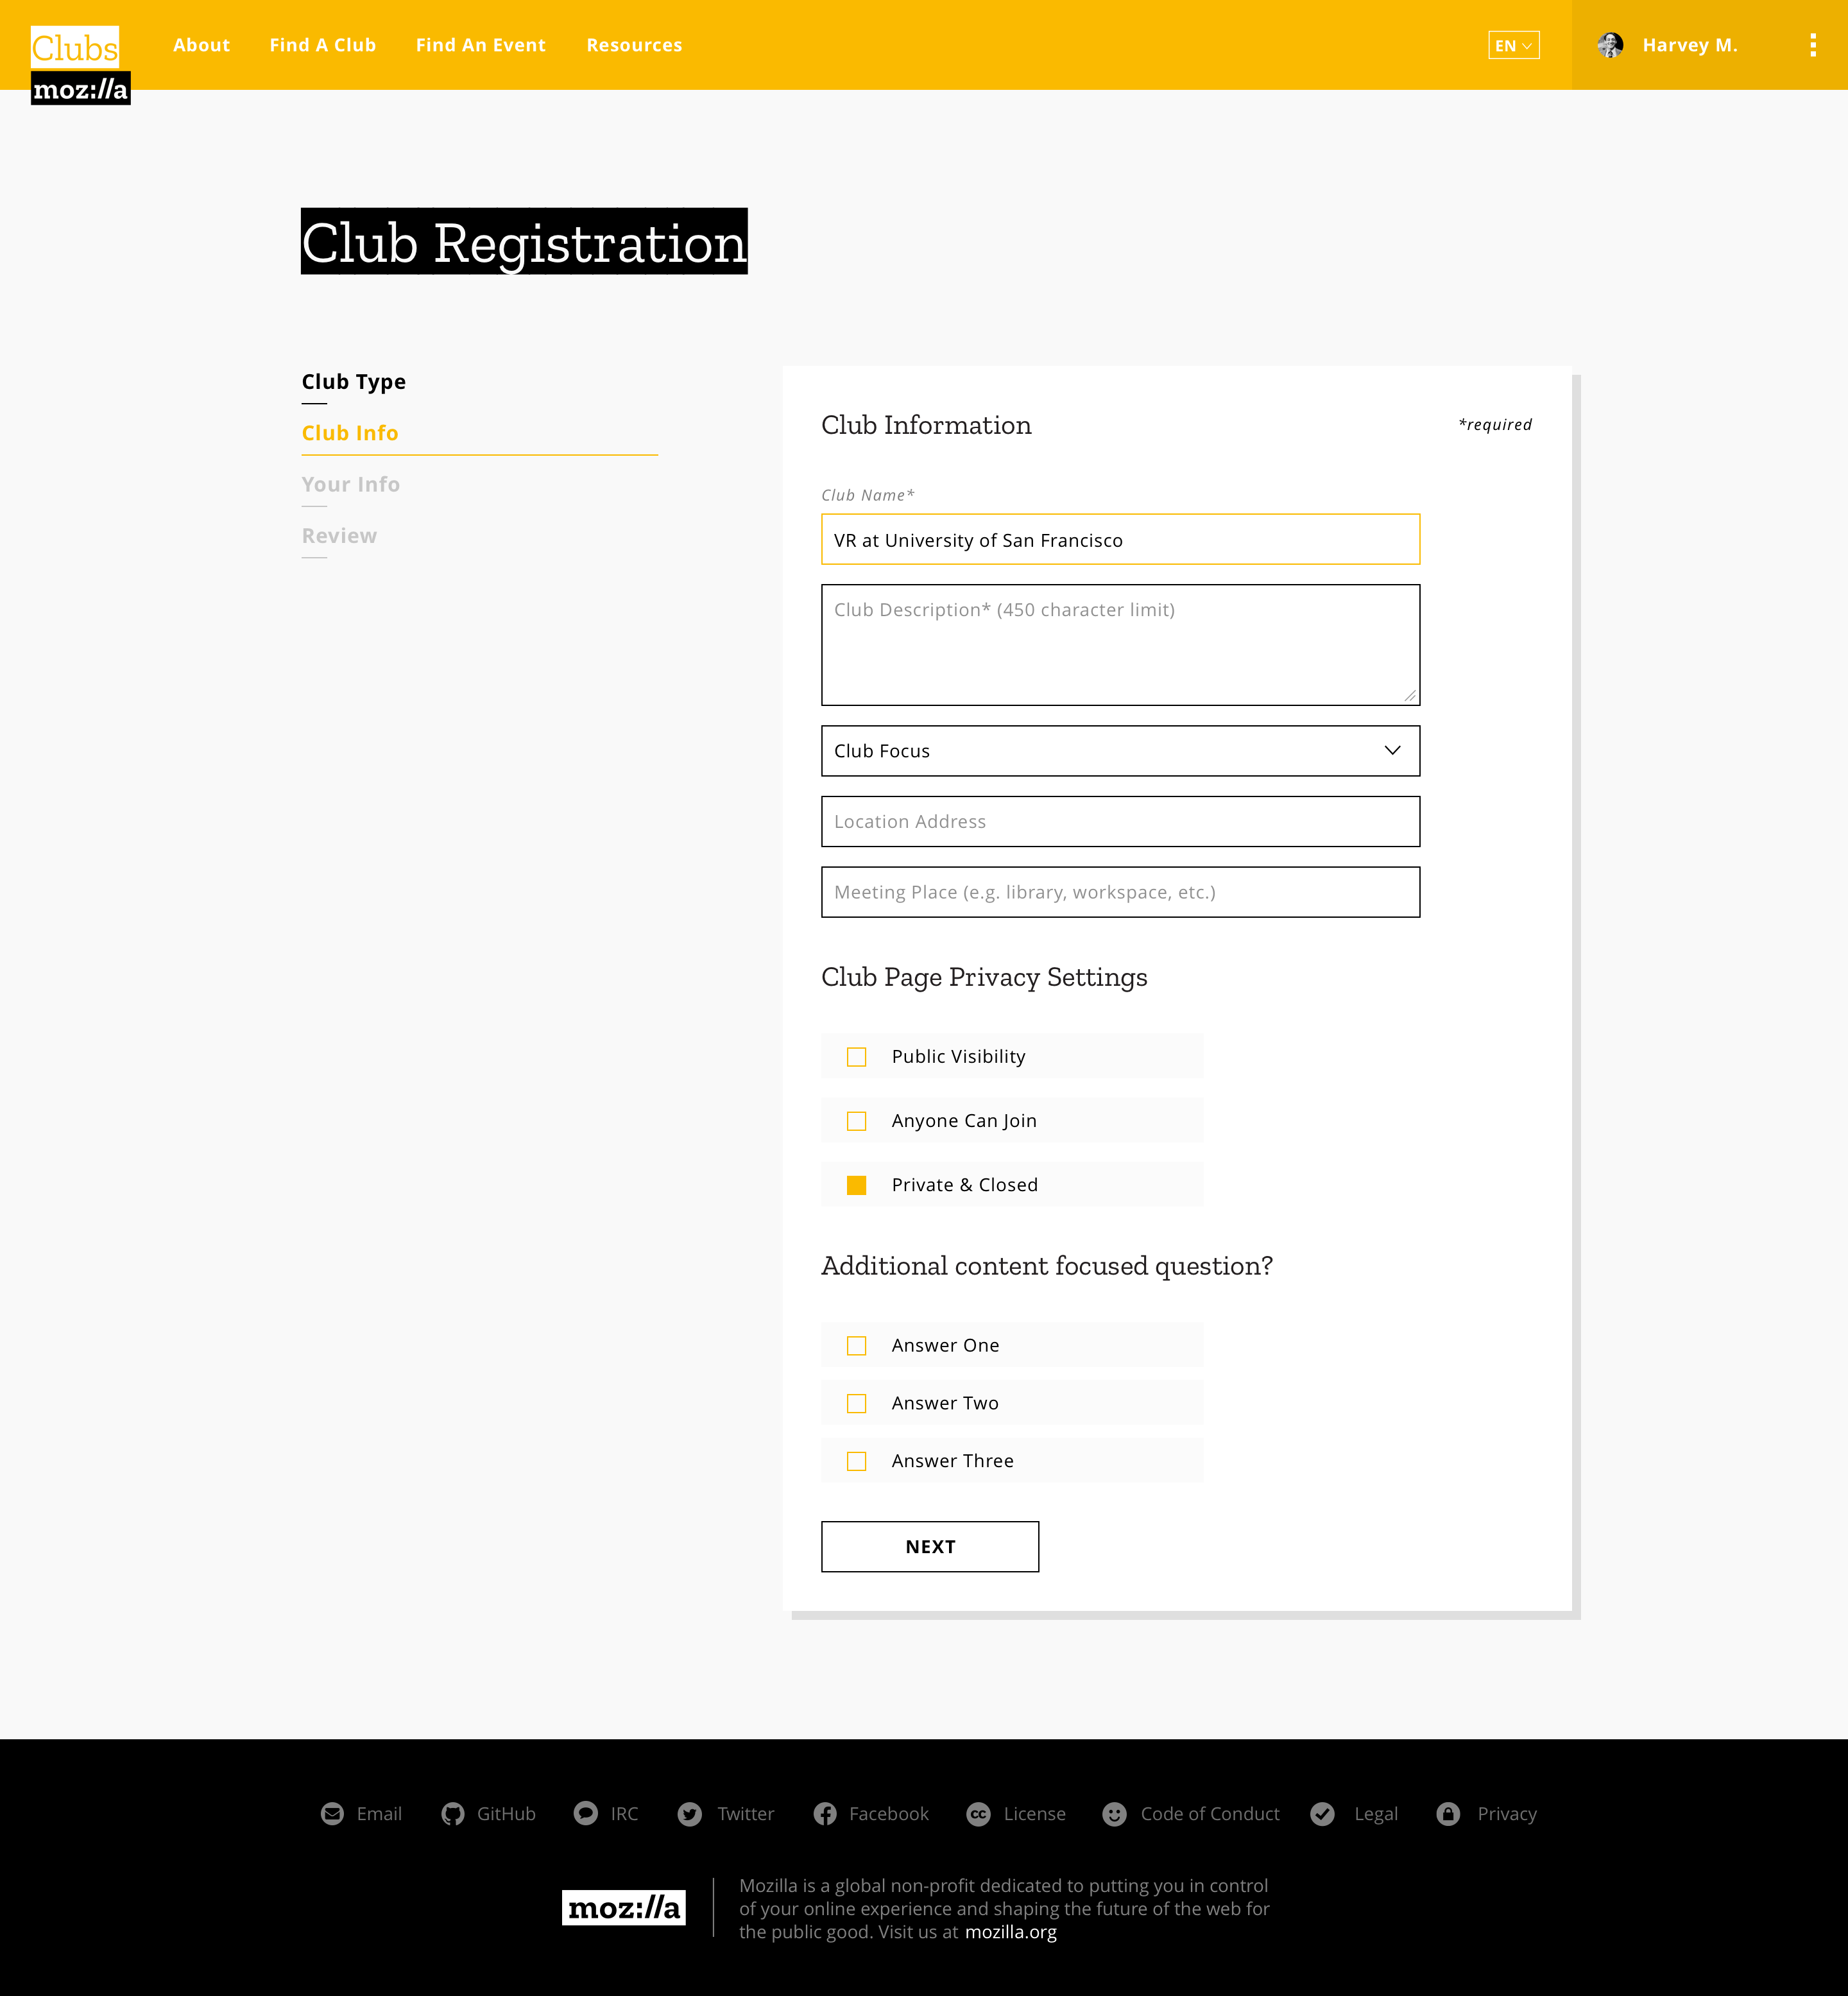 Clubs
moz://a
About
Find A Club
Find An Event
Resources
EN
Harvey M.
Club Registration
Club Type
Club Info
Your Info
Review
Club Information
*required
Club Name*
VR at University of San Francisco
Club Description* (450 character limit)
Club Focus
Location Address
Meeting Place (e.g. library, workspace, etc.)
Club Page Privacy Settings
Public Visibility
Anyone Can Join
Private & Closed
Additional content focused question?
Answer One
Answer Two
Answer Three
NEXT
Email
GitHub
IRC
Twitter
Facebook
cc
License
Code of Conduct
Legal
Privacy
moz://a
Mozilla is a global non-profit dedicated to putting you in control
of your online experience and shaping the future of the web for
the public good. Visit us at mozilla.org